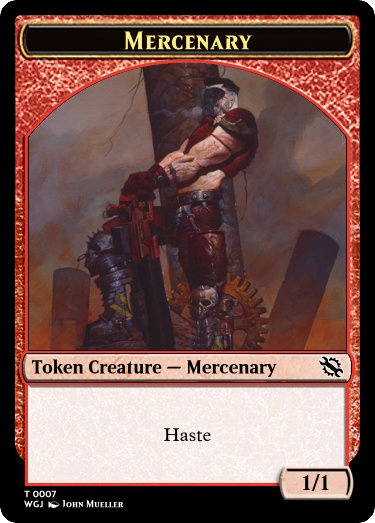 Mercenary
Token Creature — Mercenary
Haste
1/1
T 0007
WGJ John Mueller